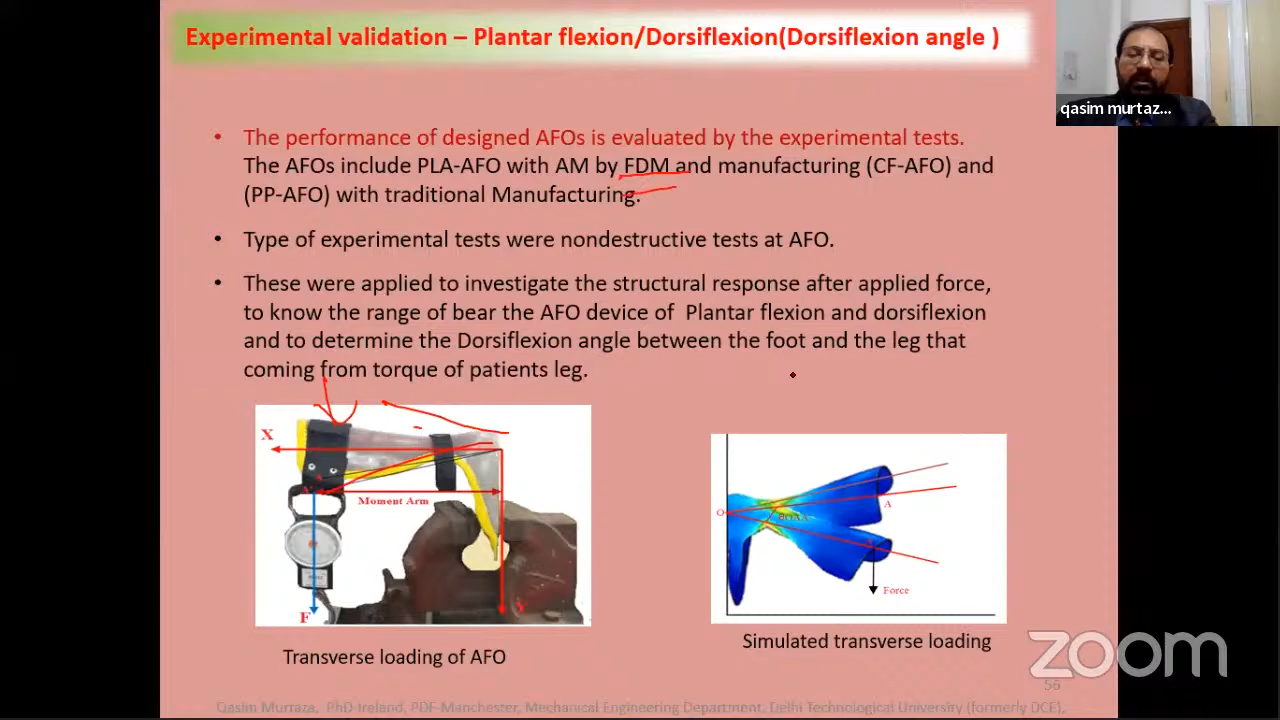 Experimental validation – Plantar flexion/Dorsiflexion(Dorsiflexion angle )
qasim murtaz...
• The performance of designed AFOs is evaluated by the experimental tests.
The AFOs include PLA-AFO with AM by FDM and manufacturing (CF-AFO) and
(PP-AFO) with traditional Manufacturing.
• Type of experimental tests were nondestructive tests at AFO.
• These were applied to investigate the structural response after applied force,
to know the range of bear the AFO device of Plantar flexion and dorsiflexion
and to determine the Dorsiflexion angle between the foot and the leg that
coming from torque of patients leg.
X
Moment Arm
F
O
A
Force
Transverse loading of AFO
Simulated transverse loading
zoom
56
Qasim Murraza, PhD-Ireland, PDF-Manchester, Mechanical Engineering Department, Delhi Technological University (formerly DCE),